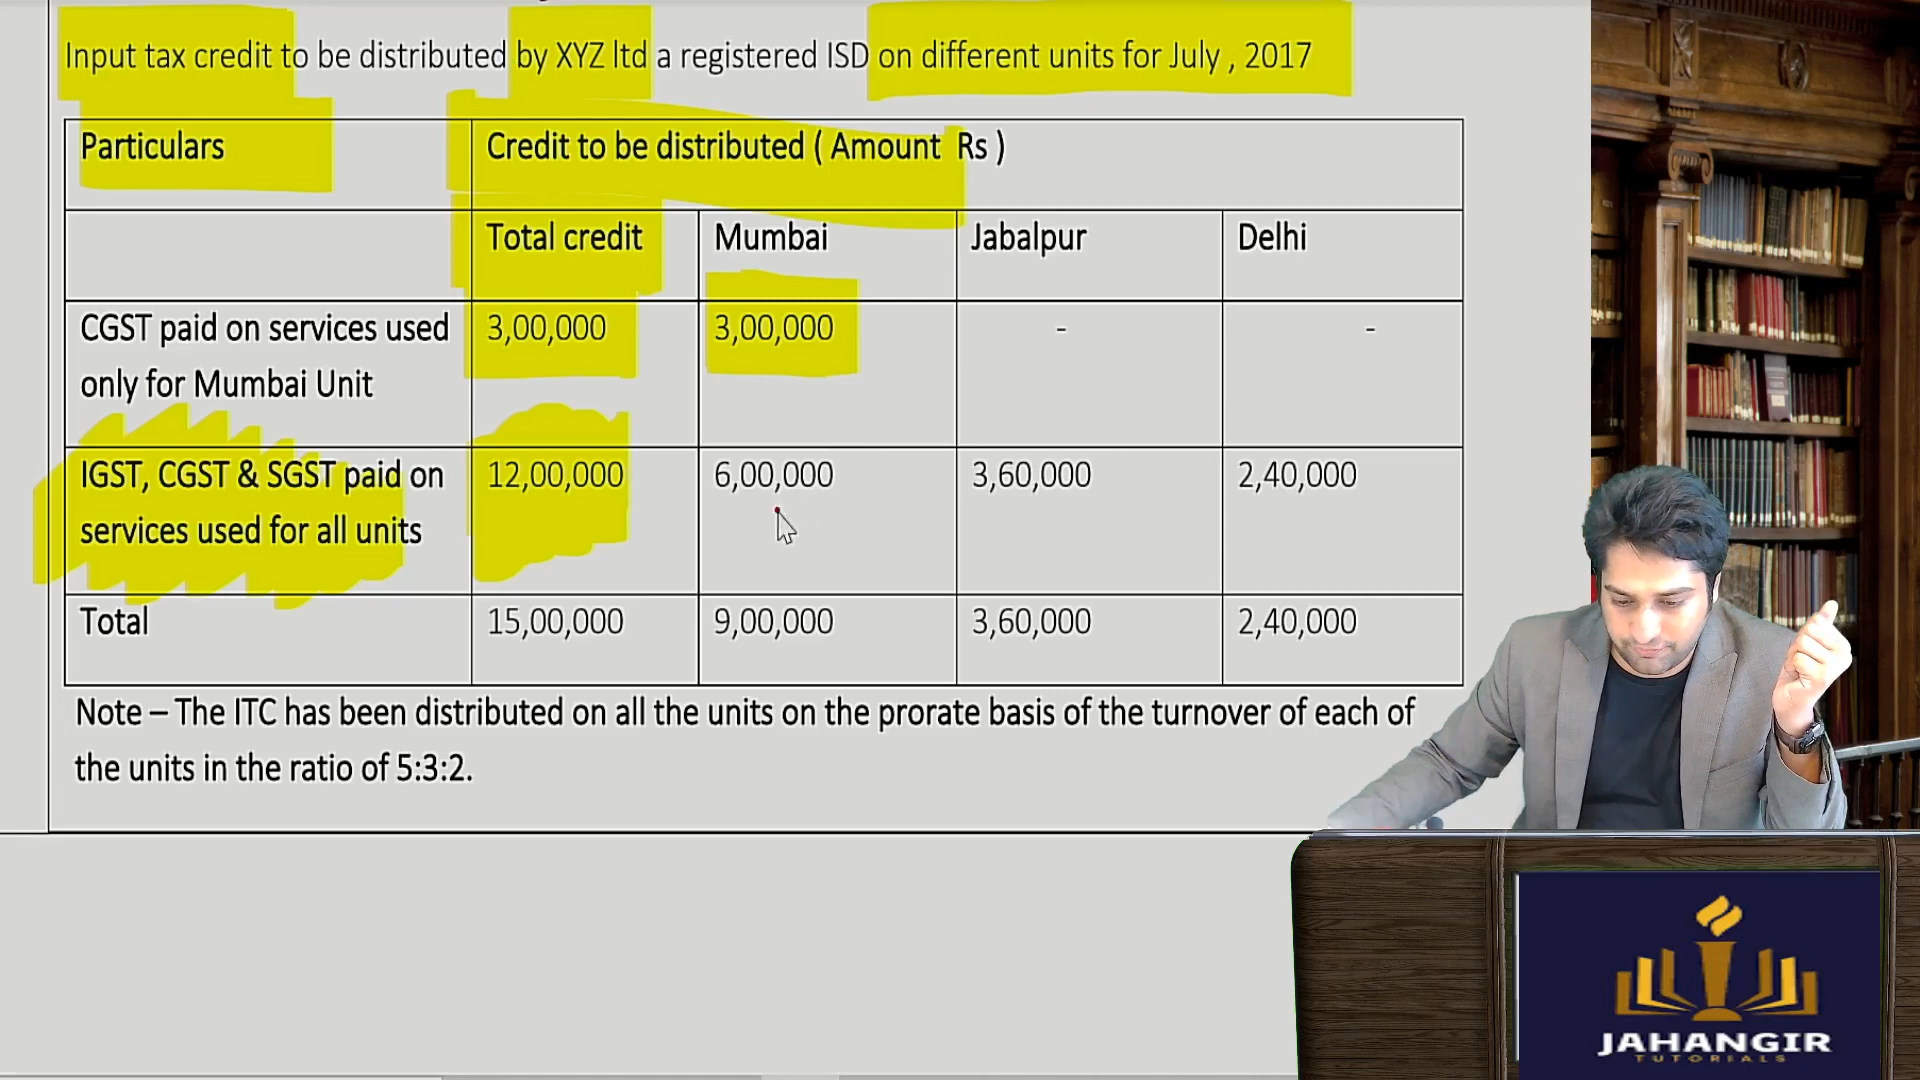 Input tax credit to be distributed by XYZ ltd a registered ISD on different units for July , 2017
Particulars Credit to be distributed ( Amount Rs )
Total credit Mumbai Jabalpur Delhi
CGST paid on services used 3,00,000 3,00,000 - -
only for Mumbai Unit
IGST, CGST & SGST paid on 12,00,000 6,00,000 3,60,000 2,40,000
services used for all units
Total 15,00,000 9,00,000 3,60,000 2,40,000
Note – The ITC has been distributed on all the units on the prorate basis of the turnover of each of
the units in the ratio of 5:3:2.
JAHANGIR
TUTORIALS